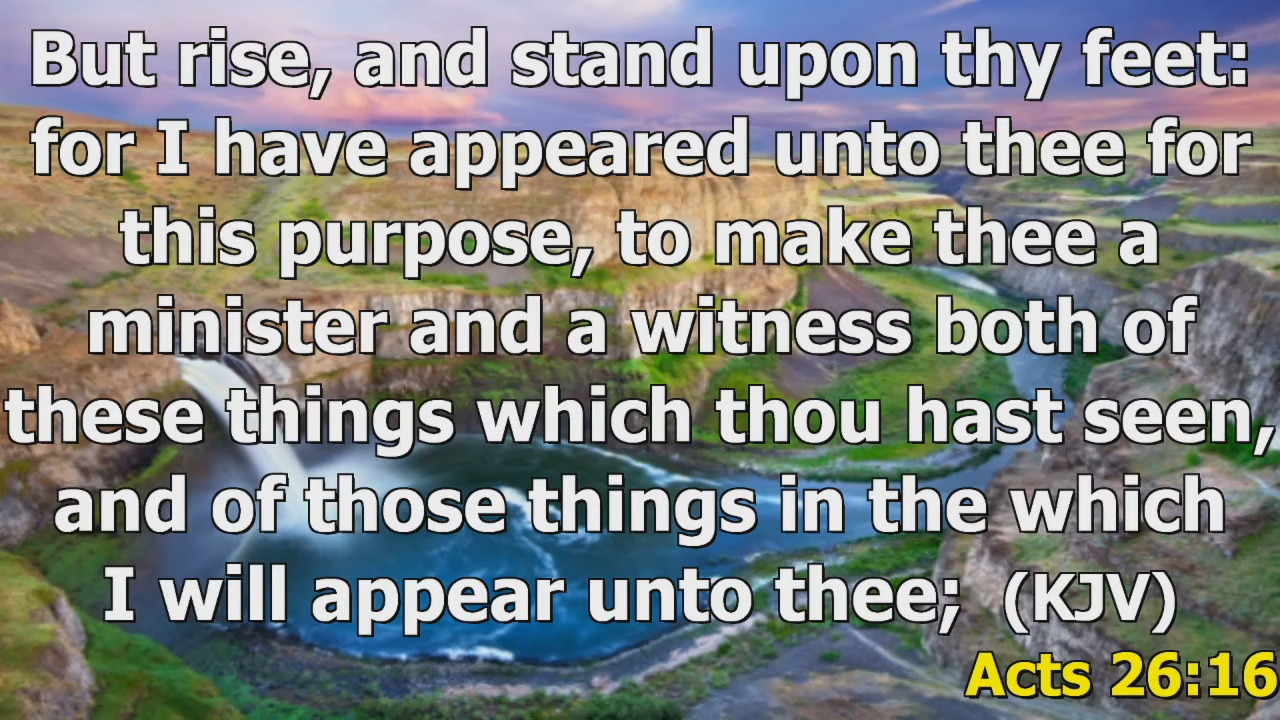 But rise, and stand upon thy feet:
for I have appeared unto thee for
this purpose, to make thee a
minister and a witness both of
these things which thou hast seen,
and of those things in the which
I will appear unto thee;  (KJV)
Acts 26:16